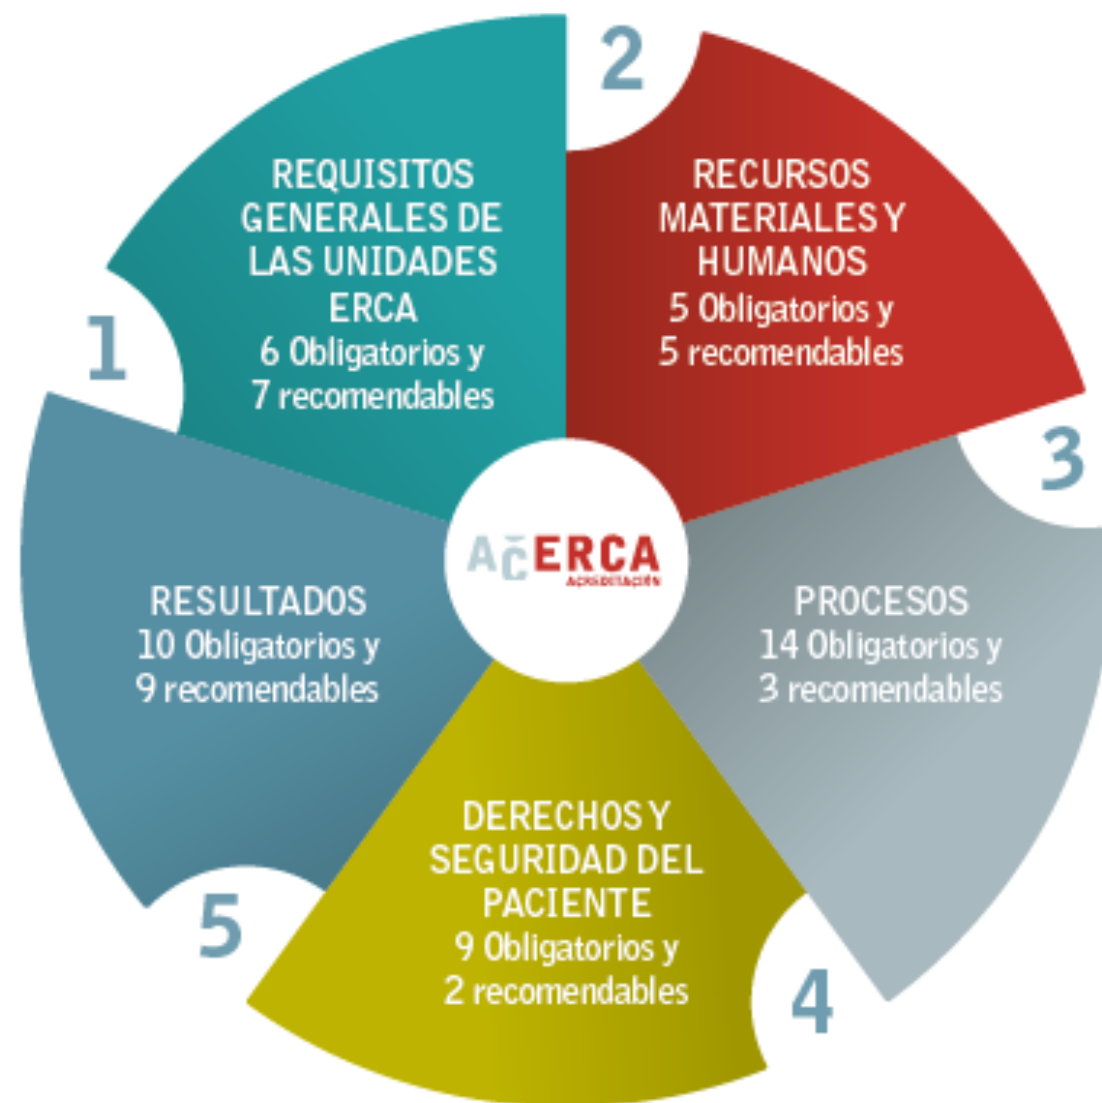 1
REQUISITOS
GENERALES DE
LAS UNIDADES
ERCA
6 Obligatorios y
7 recomendables
2
RECURSOS
MATERIALES Y
HUMANOS
5 Obligatorios y
5 recomendables
3
PROCESOS
14 Obligatorios y
3 recomendables
4
DERECHOS Y
SEGURIDAD DEL
PACIENTE
9 Obligatorios y
2 recomendables
5
RESULTADOS
10 Obligatorios y
9 recomendables
AČERCA
ACREDITACIÓN